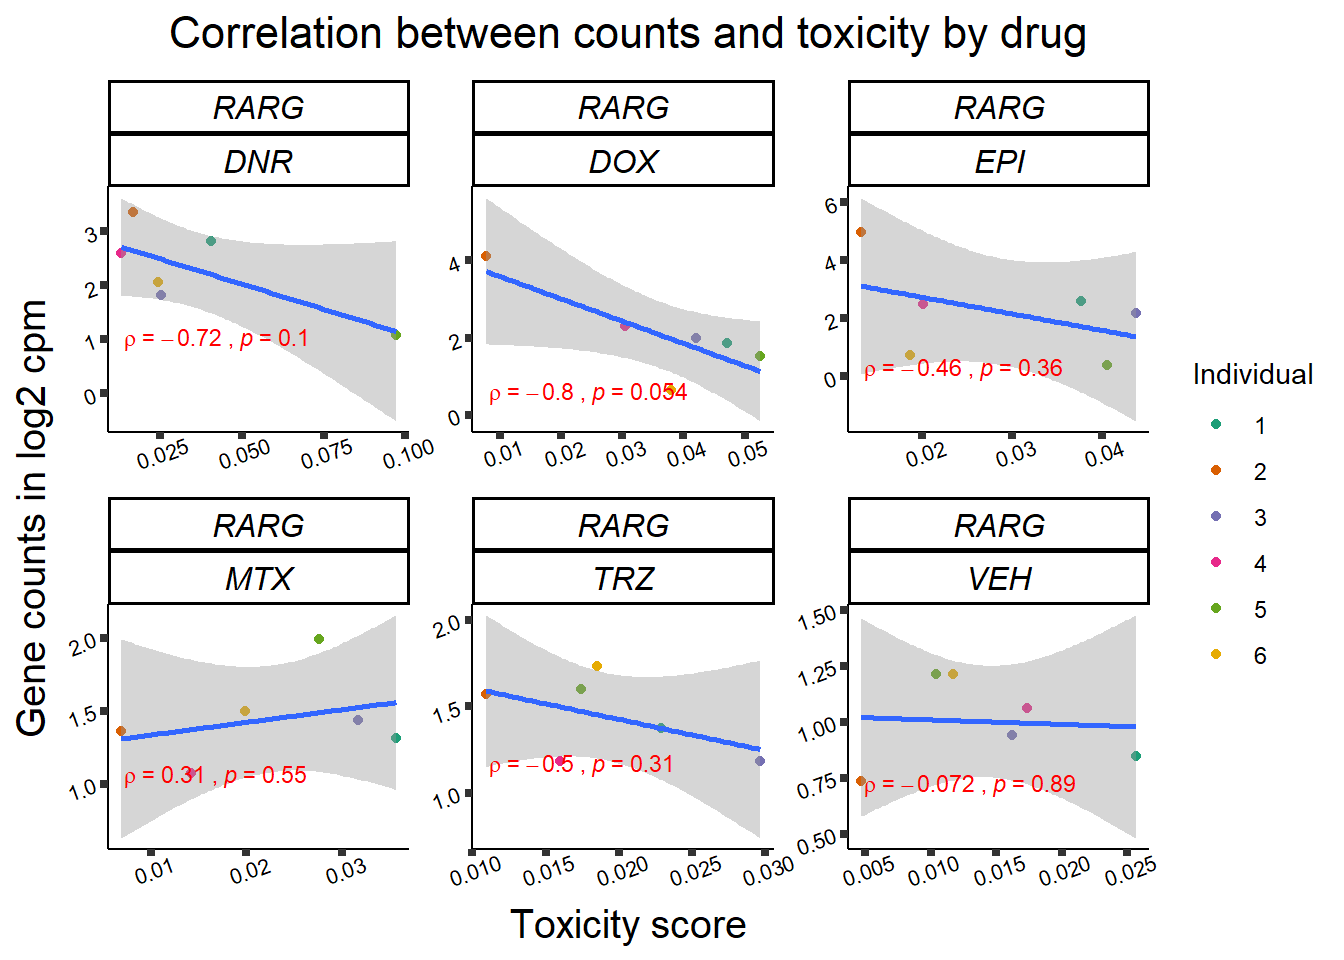 Correlation between counts and toxicity by drug
RARG
DNR
3
2
1
0
ρ = −0.72 , p = 0.1
0.025 0.050 0.075 0.100
RARG
DOX
4
2
0
ρ = −0.8 , p = 0.054
0.01 0.02 0.03 0.04 0.05
RARG
EPI
6
4
2
0
ρ = −0.46 , p = 0.36
0.02 0.03 0.04
RARG
MTX
2.0
1.5
1.0
ρ = 0.31 , p = 0.55
0.01 0.02 0.03
RARG
TRZ
2.0
1.5
1.0
ρ = −0.5 , p = 0.31
0.010 0.015 0.020 0.025 0.030
RARG
VEH
1.50
1.25
1.00
0.75
0.50
ρ = −0.072 , p = 0.89
0.005 0.010 0.015 0.020 0.025
Gene counts in log2 cpm
Toxicity score
Individual
1
2
3
4
5
6